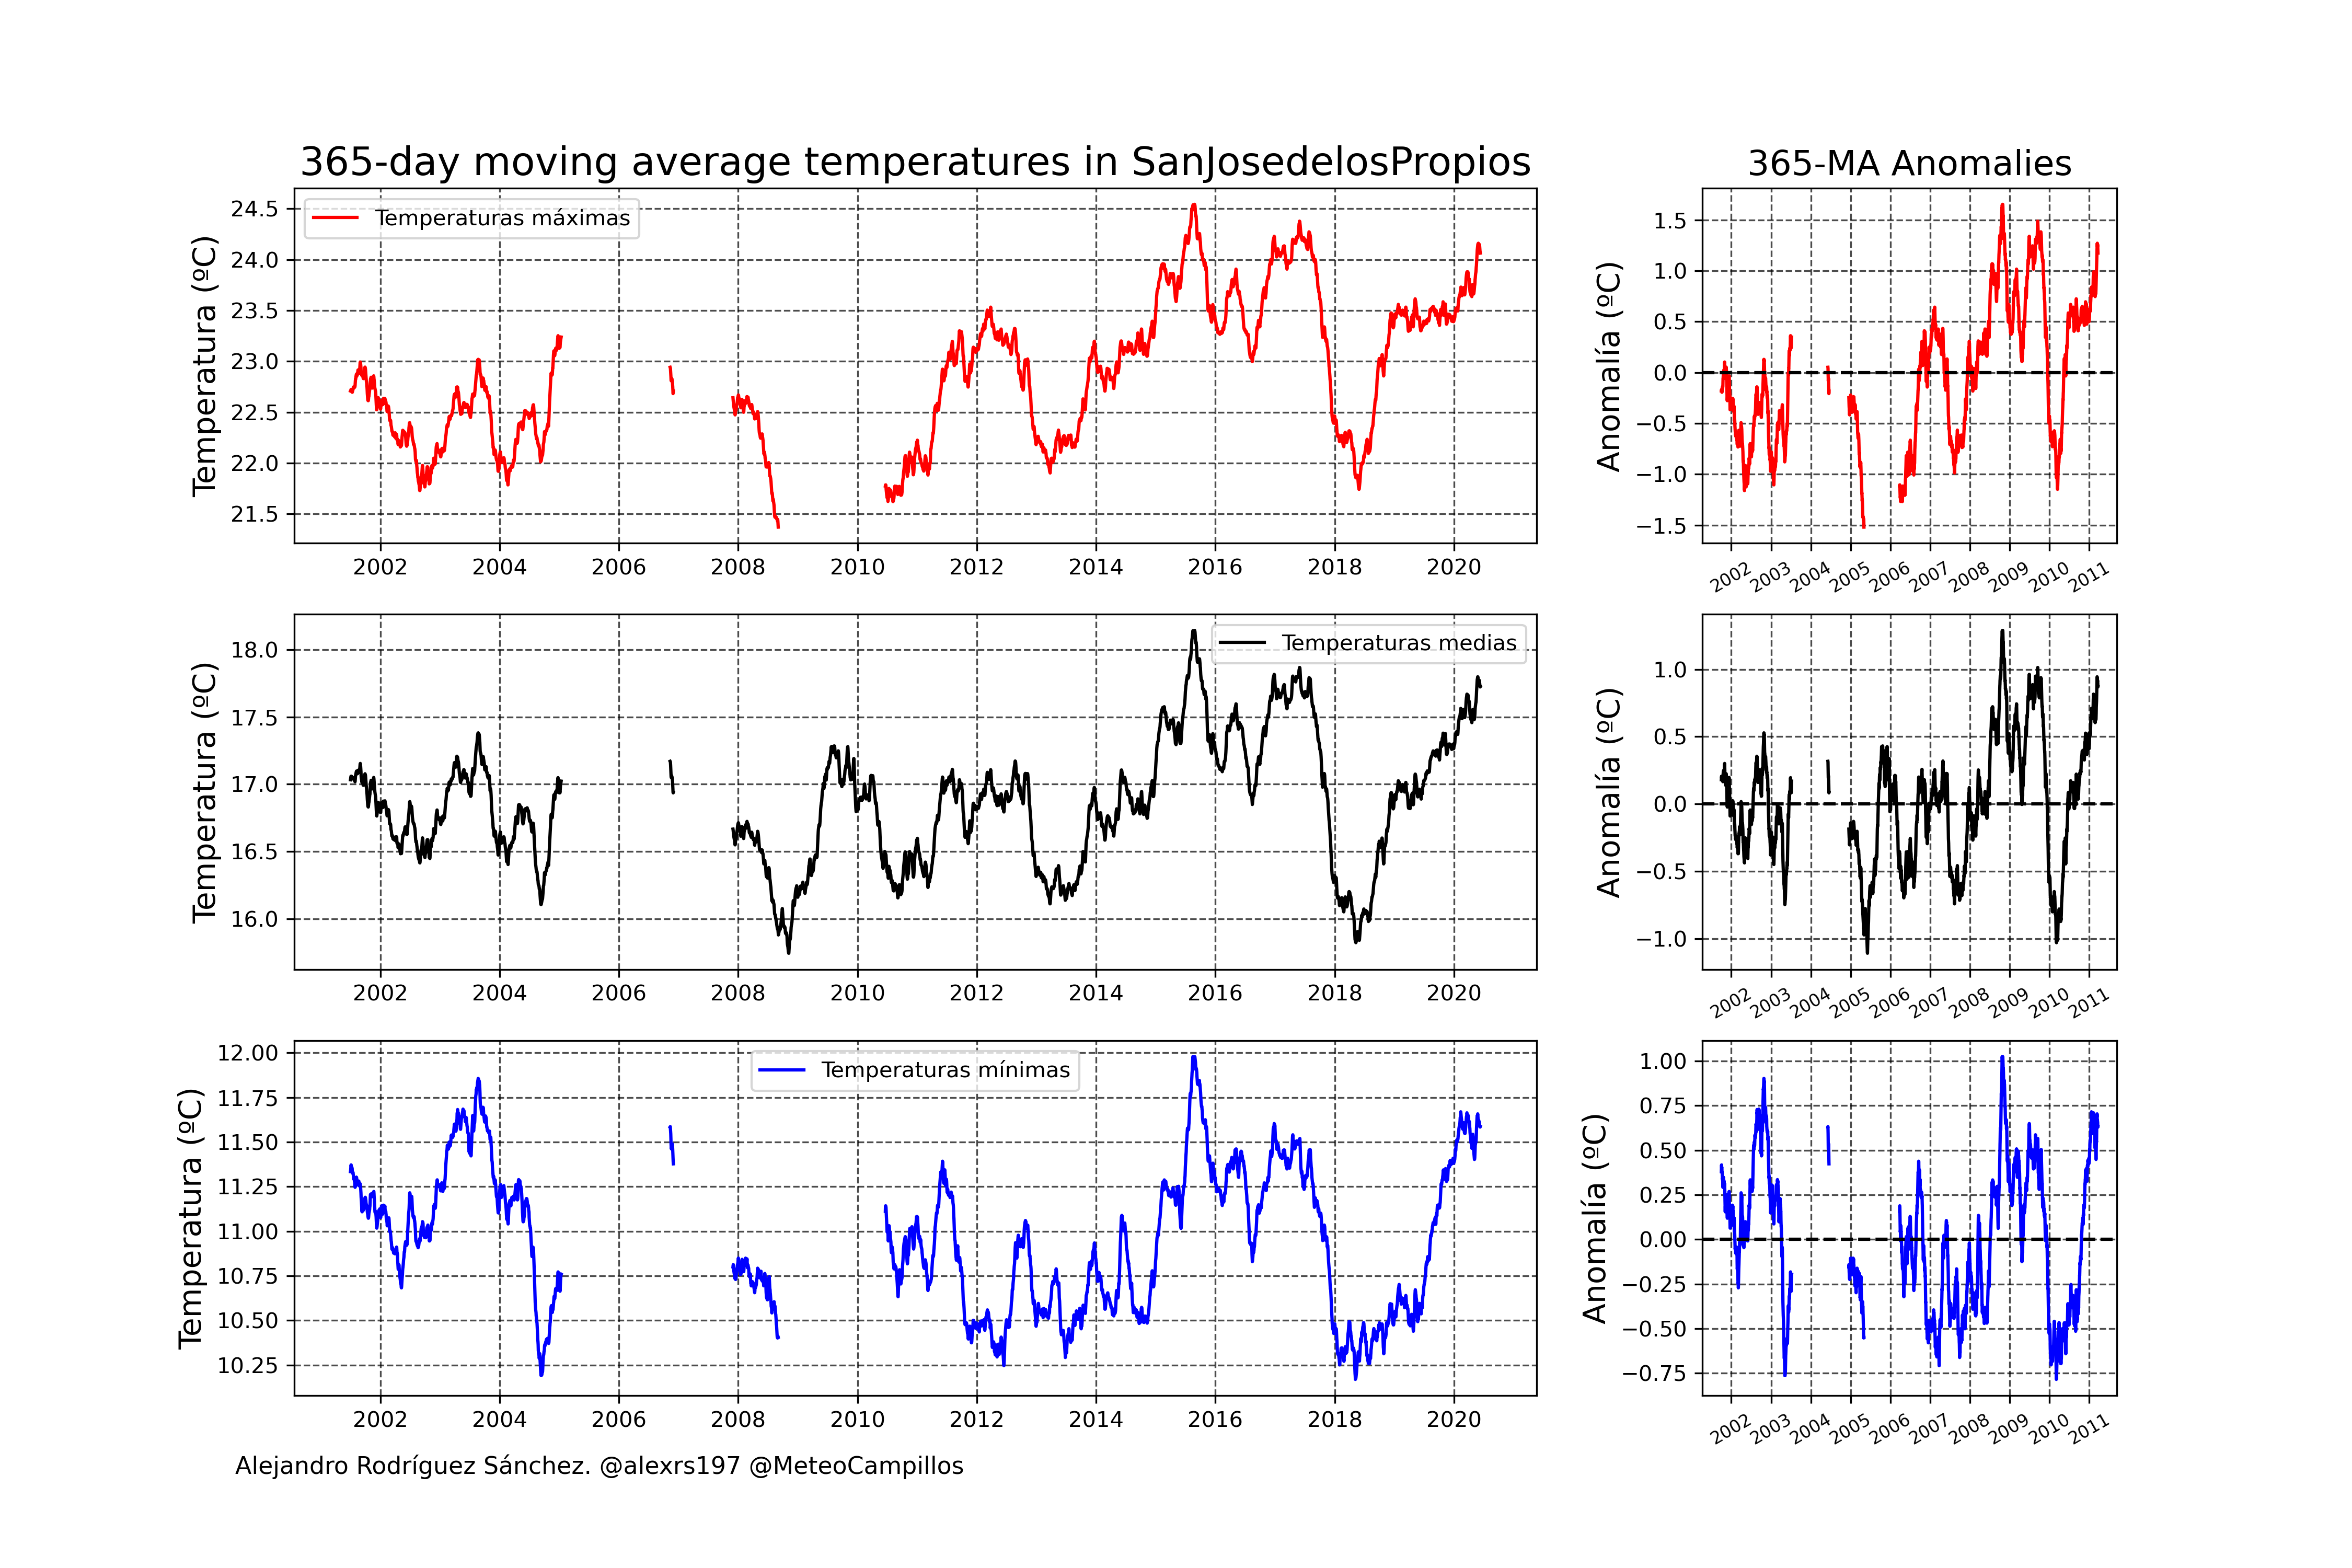 365-day moving average temperatures in SanJosedelosPropios
365-MA Anomalies
Temperatura (ºC)
24.5
24.0
23.5
23.0
22.5
22.0
21.5
Temperaturas máximas
2002 2004 2006 2008 2010 2012 2014 2016 2018 2020
Anomalía (ºC)
1.5
1.0
0.5
0.0
−0.5
−1.0
−1.5
2002 2003 2004 2005 2006 2007 2008 2009 2010 2011
Temperatura (ºC)
18.0
17.5
17.0
16.5
16.0
Temperaturas medias
2002 2004 2006 2008 2010 2012 2014 2016 2018 2020
Anomalía (ºC)
1.0
0.5
0.0
−0.5
−1.0
2002 2003 2004 2005 2006 2007 2008 2009 2010 2011
Temperatura (ºC)
12.00
11.75
11.50
11.25
11.00
10.75
10.50
10.25
Temperaturas mínimas
2002 2004 2006 2008 2010 2012 2014 2016 2018 2020
Anomalía (ºC)
1.00
0.75
0.50
0.25
0.00
−0.25
−0.50
−0.75
2002 2003 2004 2005 2006 2007 2008 2009 2010 2011
Alejandro Rodríguez Sánchez. @alexrs197 @MeteoCampillos